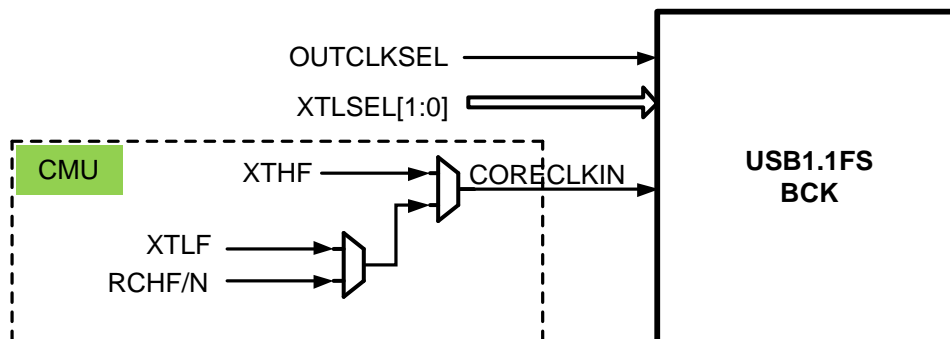 OUTCLKSEL
XTLSEL[1:0]
CMU
XTHF
CORECLKIN
USB1.1FS
BCK
XTLF
RCHF/N